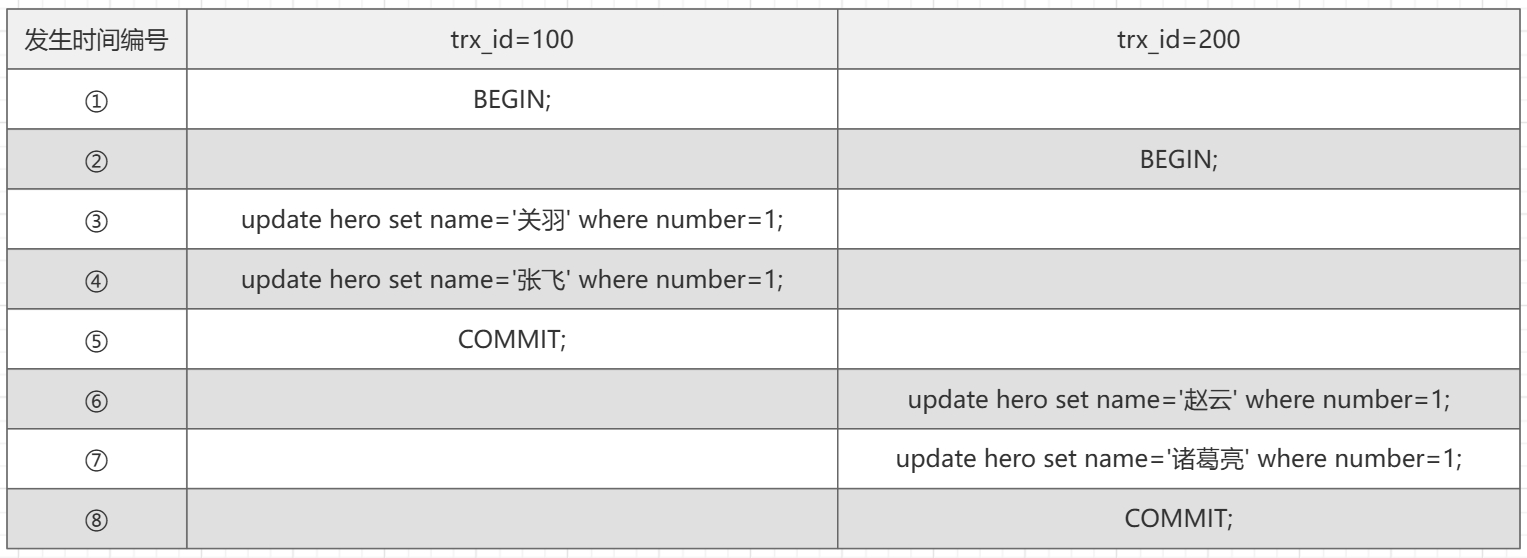 发生时间编号 trx_id=100 trx_id=200
① BEGIN;
② BEGIN;
③ update hero set name='关羽' where number=1;
④ update hero set name='张飞' where number=1;
⑤ COMMIT;
⑥ update hero set name='赵云' where number=1;
⑦ update hero set name='诸葛亮' where number=1;
⑧ COMMIT;